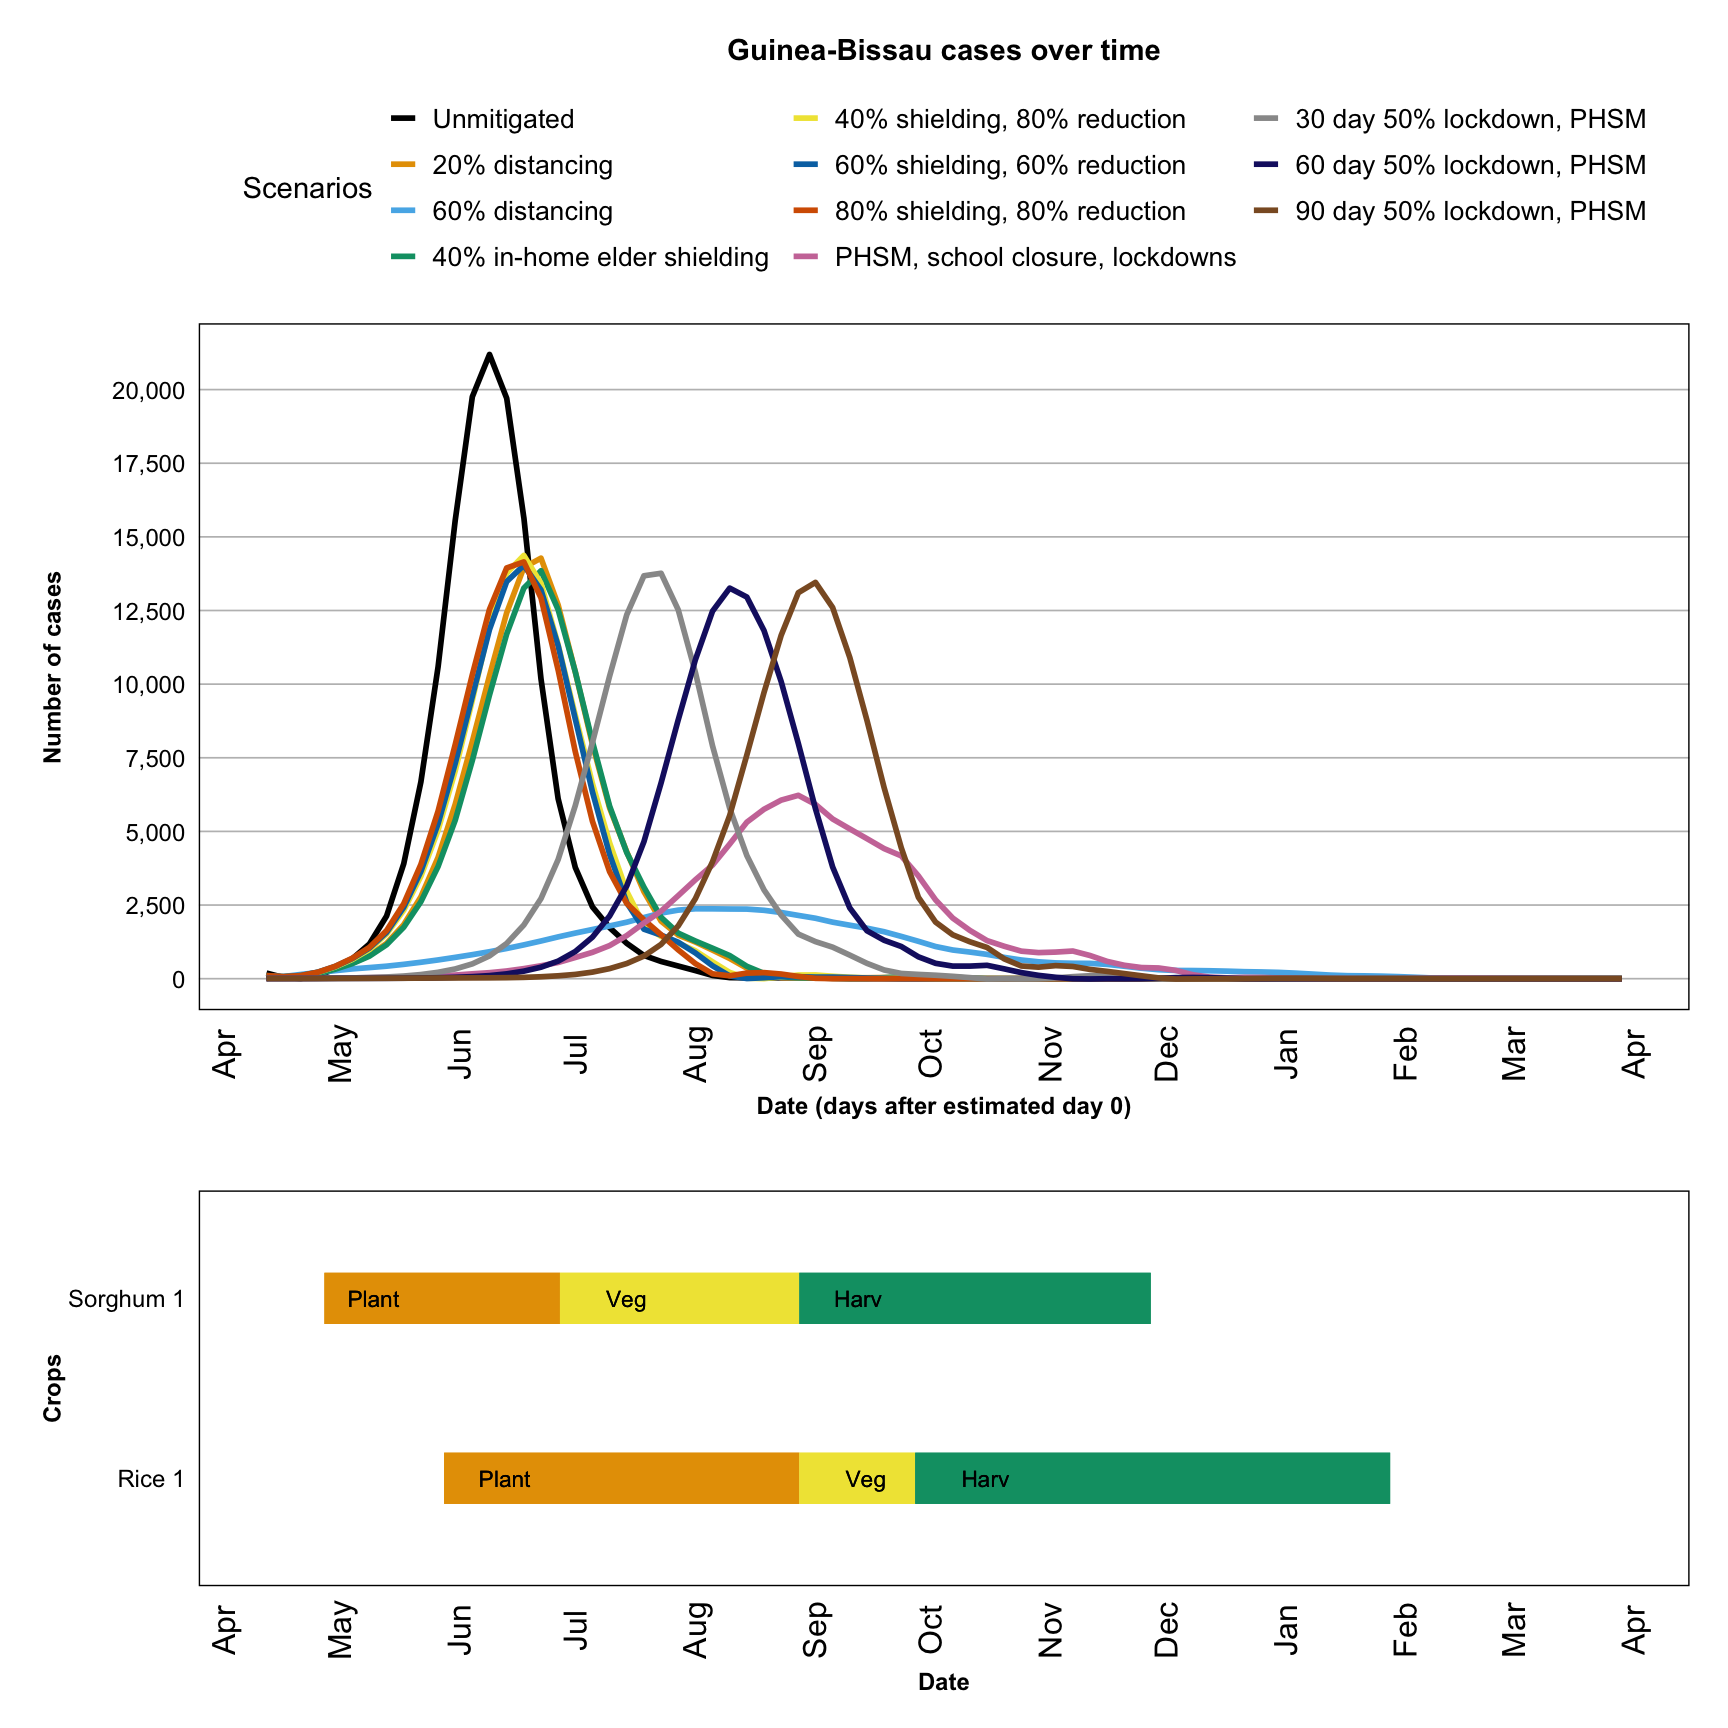 Guinea-Bissau cases over time
Scenarios
Unmitigated
20% distancing
60% distancing
40% in-home elder shielding
40% shielding, 80% reduction
60% shielding, 60% reduction
80% shielding, 80% reduction
PHSM, school closure, lockdowns
30 day 50% lockdown, PHSM
60 day 50% lockdown, PHSM
90 day 50% lockdown, PHSM
Number of cases
20,000
17,500
15,000
12,500
10,000
7,500
5,000
2,500
0
Apr May Jun Jul Aug Sep Oct Nov Dec Jan Feb Mar Apr
Date (days after estimated day 0)
Crops
Sorghum 1
Plant Veg Harv
Rice 1
Plant Veg Harv
Apr May Jun Jul Aug Sep Oct Nov Dec Jan Feb Mar Apr
Date